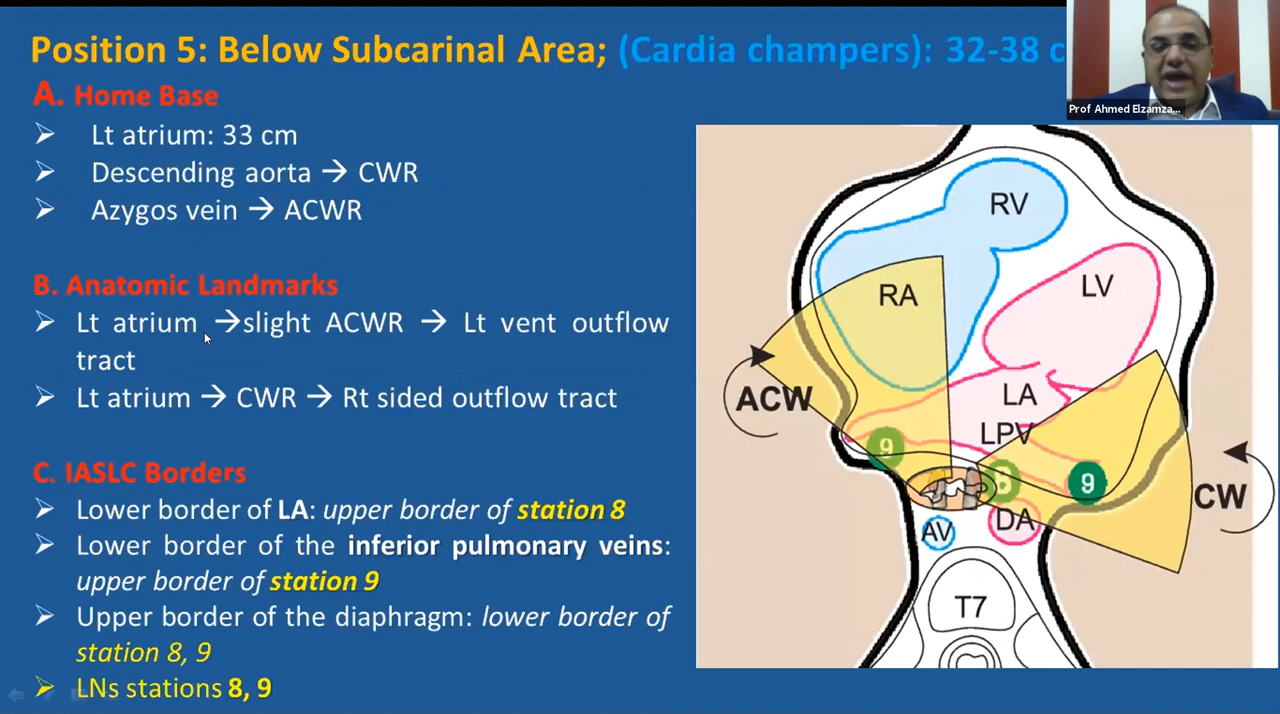 Position 5: Below Subcarinal Area; (Cardia champers): 32-38 c
Prof Ahmed Elzamza...
A. Home Base
➢ Lt atrium: 33 cm
➢ Descending aorta → CWR
➢ Azygos vein → ACWR
B. Anatomic Landmarks
➢ Lt atrium →slight ACWR → Lt vent outflow
tract
➢ Lt atrium → CWR → Rt sided outflow tract
C. IASLC Borders
➢ Lower border of LA: upper border of station 8
➢ Lower border of the inferior pulmonary veins:
upper border of station 9
➢ Upper border of the diaphragm: lower border of
station 8, 9
➢ LNs stations 8, 9
RV
RA
LV
ACW
LA
LPV
9
8
9
CW
AV
DA
T7